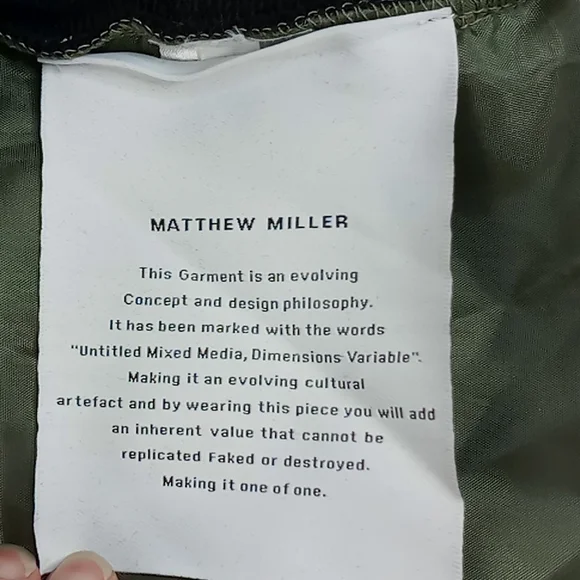 MATTHEW MILLER
This Garment is an evolving
Concept and design philosophy.
It has been marked with the words
"Untitled Mixed Media, Dimensions Variable".
Making it an evolving cultural
artefact and by wearing this piece you will add
an inherent value that cannot be
replicated Faked or destroyed.
Making it one of one.